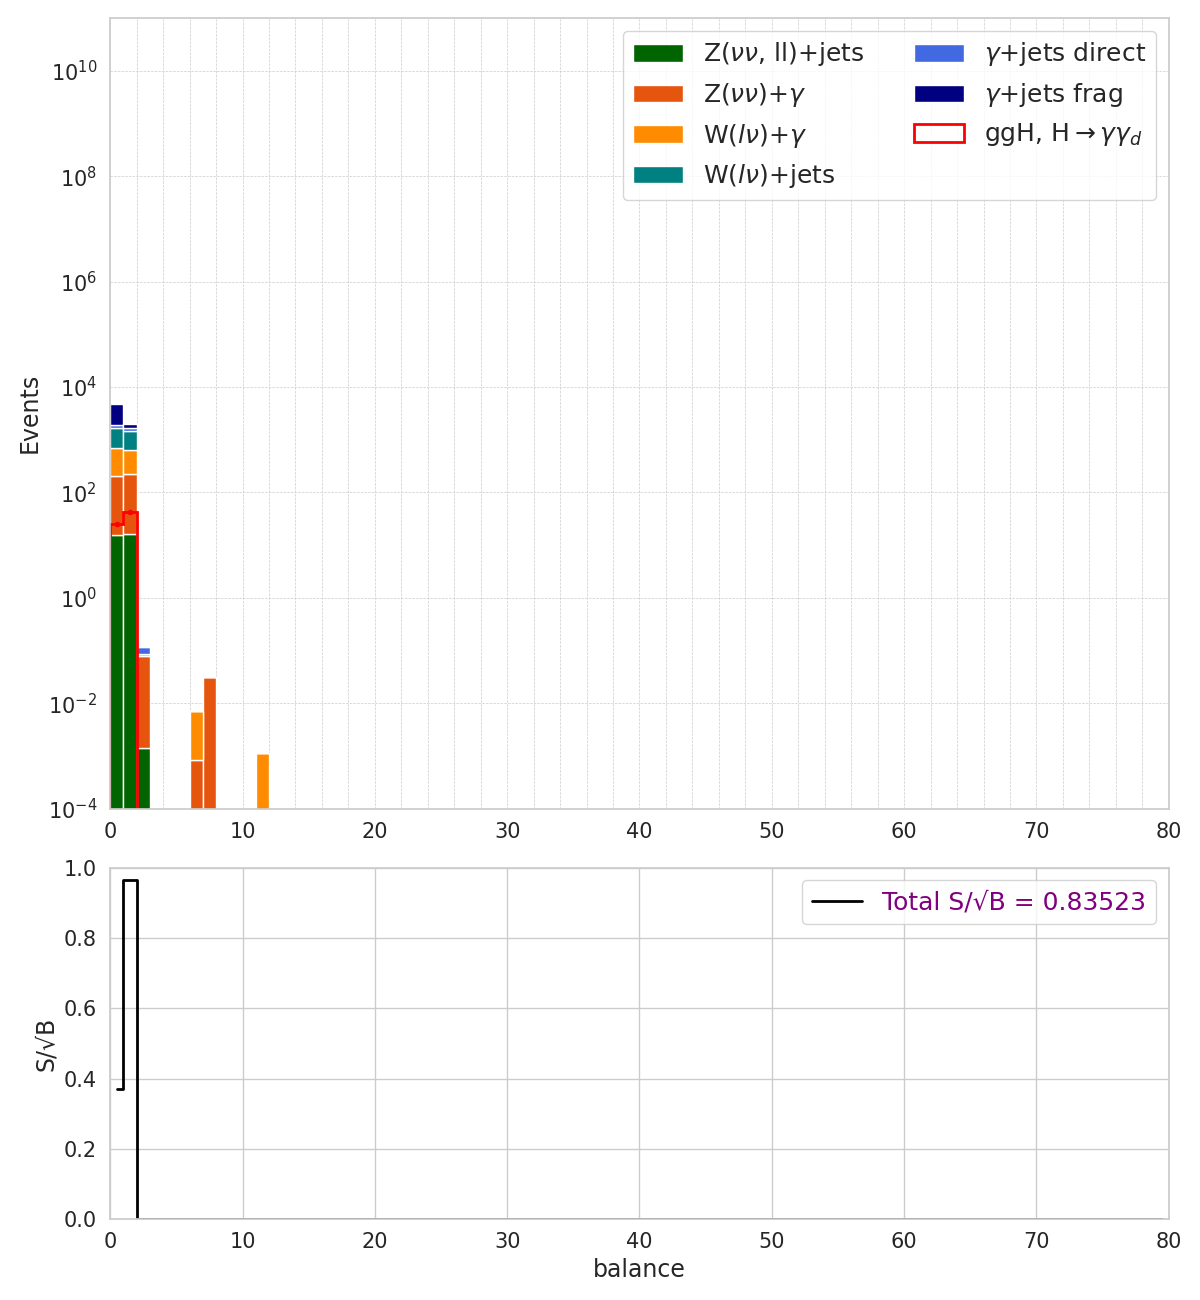 Z(νν, ll)+jets
Z(νν)+γ
W(lν)+γ
W(lν)+jets
γ+jets direct
γ+jets frag
ggH, H→γγ_d
10^10
10^8
10^6
10^4
10^2
10^0
10^−2
10^−4
Events
0 10 20 30 40 50 60 70 80
Total S/√B = 0.83523
1.0
0.8
0.6
0.4
0.2
0.0
S/√B
0 10 20 30 40 50 60 70 80
balance